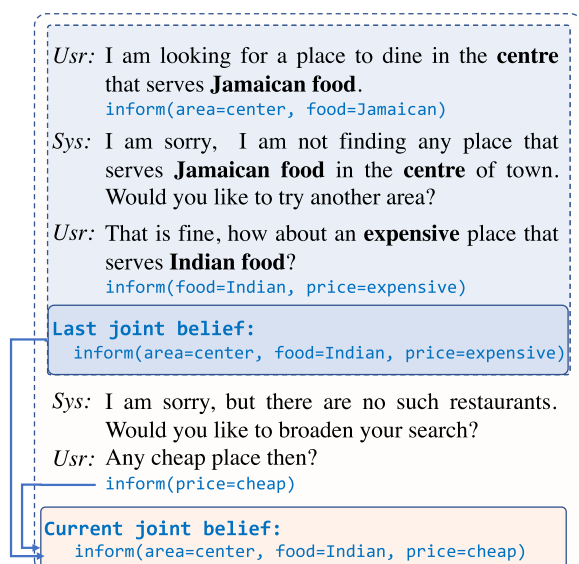 Usr: I am looking for a place to dine in the centre
that serves Jamaican food.
inform(area=center, food=Jamaican)
Sys: I am sorry, I am not finding any place that
serves Jamaican food in the centre of town.
Would you like to try another area?
Usr: That is fine, how about an expensive place that
serves Indian food?
inform(food=Indian, price=expensive)
Last joint belief:
inform(area=center, food=Indian, price=expensive)
Sys: I am sorry, but there are no such restaurants.
Would you like to broaden your search?
Usr: Any cheap place then?
inform(price=cheap)
Current joint belief:
inform(area=center, food=Indian, price=cheap)